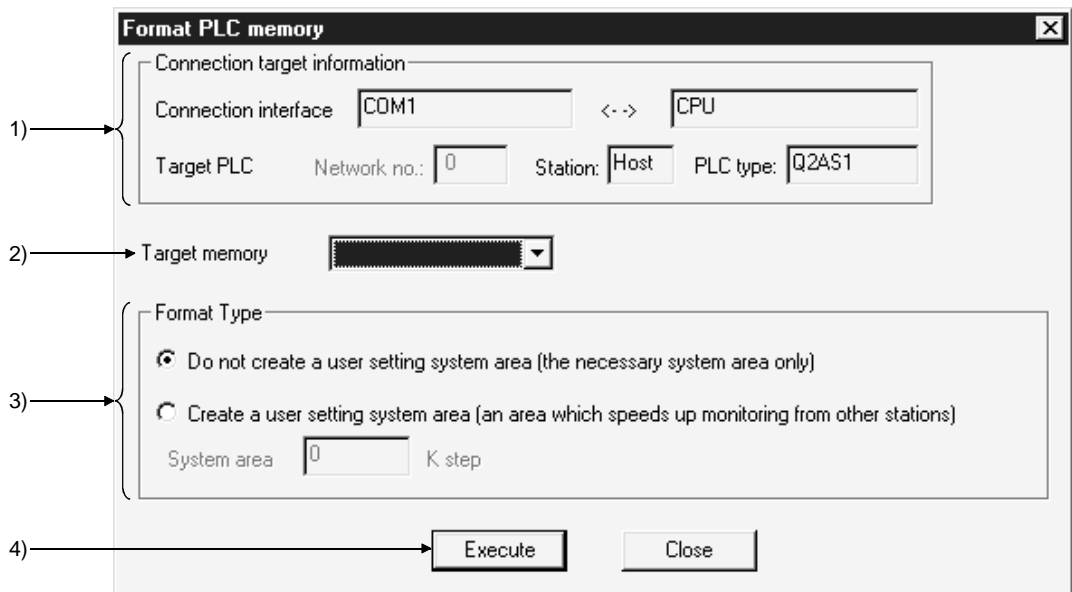 Format PLC memory
Connection target information
1)
Connection interface COM1 <--> CPU
Target PLC Network no.: 0 Station: Host PLC type: Q2AS1
2) Target memory
Format Type
Do not create a user setting system area (the necessary system area only)
3)
Create a user setting system area (an area which speeds up monitoring from other stations)
System area 0 K step
4) Execute Close